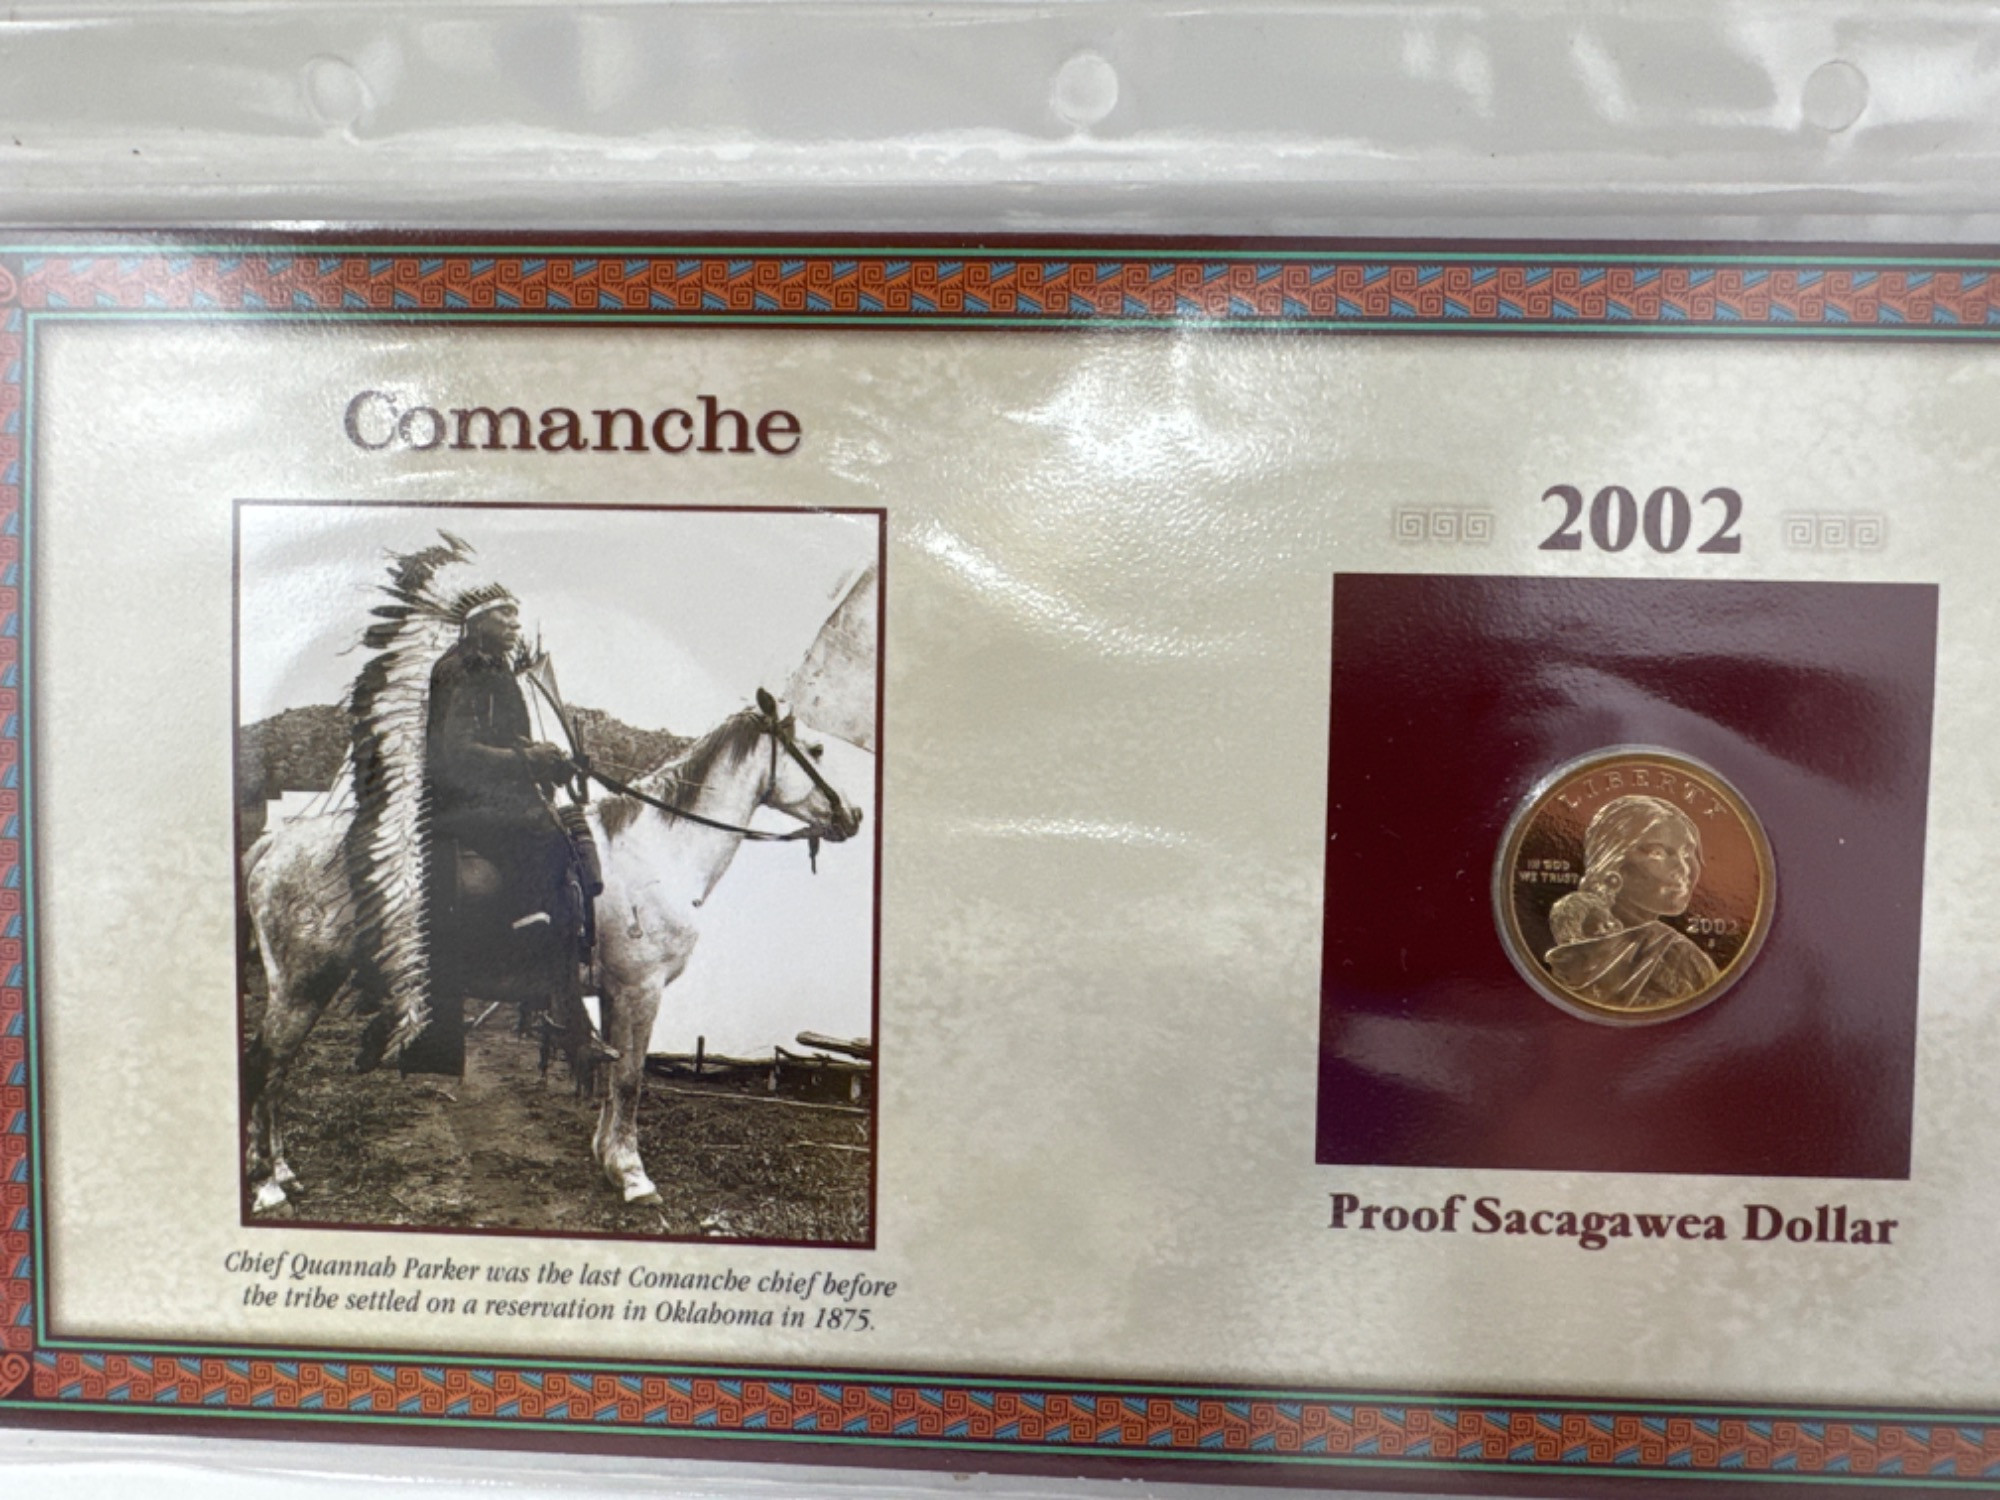 Comanche
Chief Quannah Parker was the last Comanche chief before
the tribe settled on a reservation in Oklahoma in 1875.
2002
LIBERTY
IN GOD
WE TRUST
2002
S
Proof Sacagawea Dollar